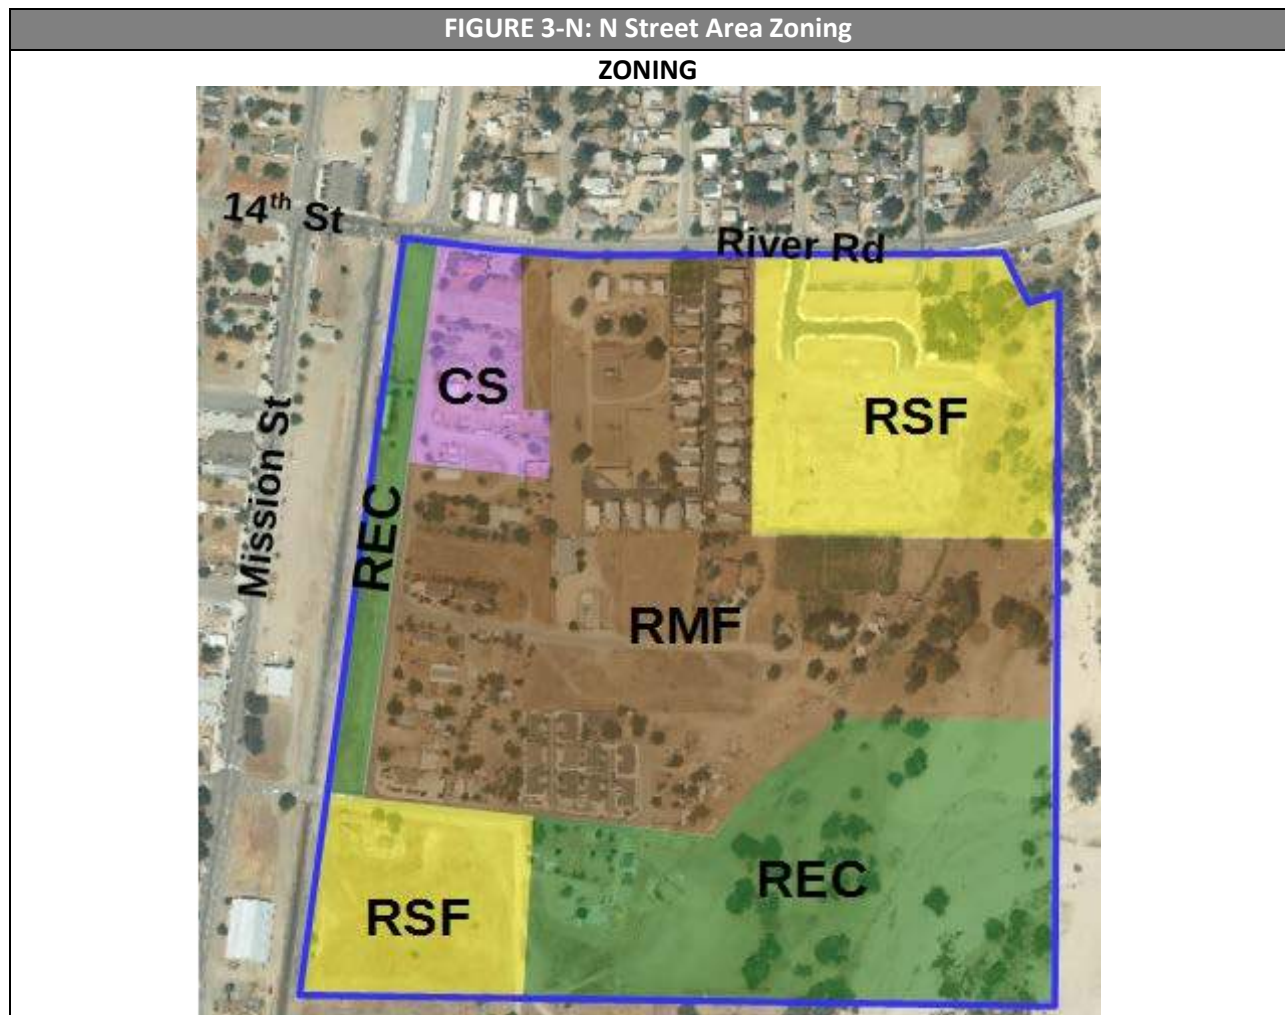 FIGURE 3-N: N Street Area Zoning
ZONING
14th St
River Rd
CS
RSF
Mission St
REC
RMF
REC
RSF